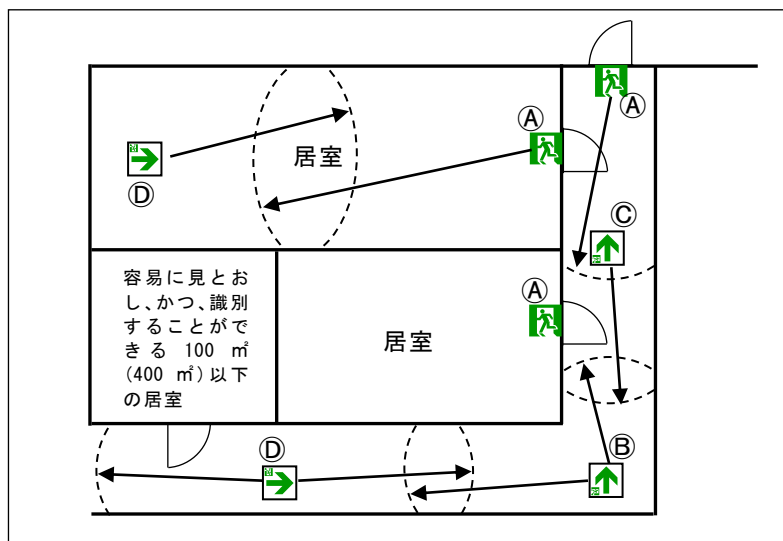 Ⓐ
Ⓐ
居室
Ⓓ
Ⓒ
容易に見とお
し、かつ、識別
することがで
きる 100 ㎡
(400 ㎡)以下
の居室
Ⓐ
居室
Ⓓ
Ⓑ